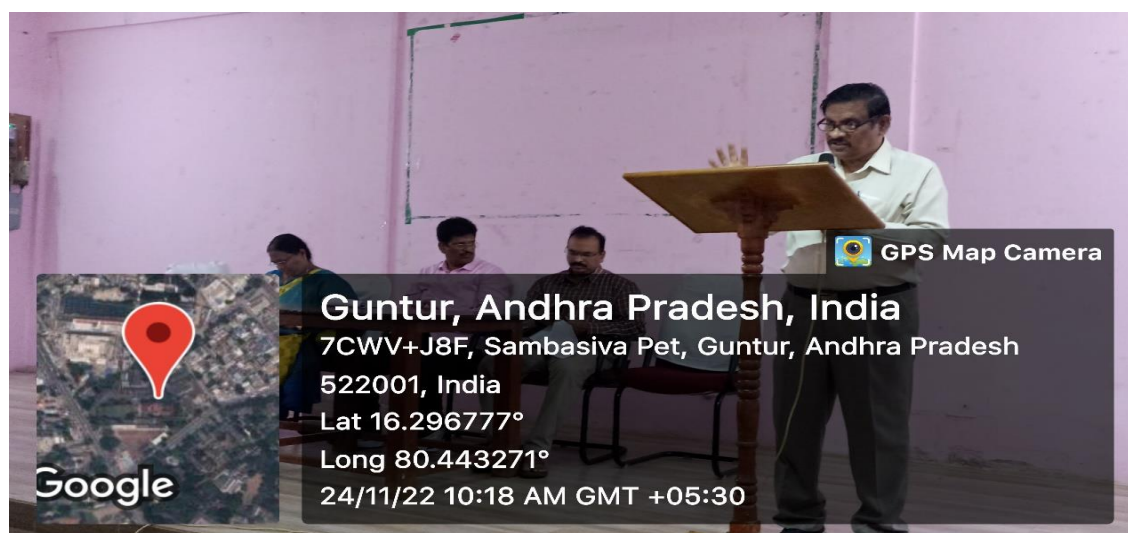 GPS Map Camera
Guntur, Andhra Pradesh, India
7CWV+J8F, Sambasiva Pet, Guntur, Andhra Pradesh
522001, India
Lat 16.296777°
Long 80.443271°
24/11/22 10:18 AM GMT +05:30
Google